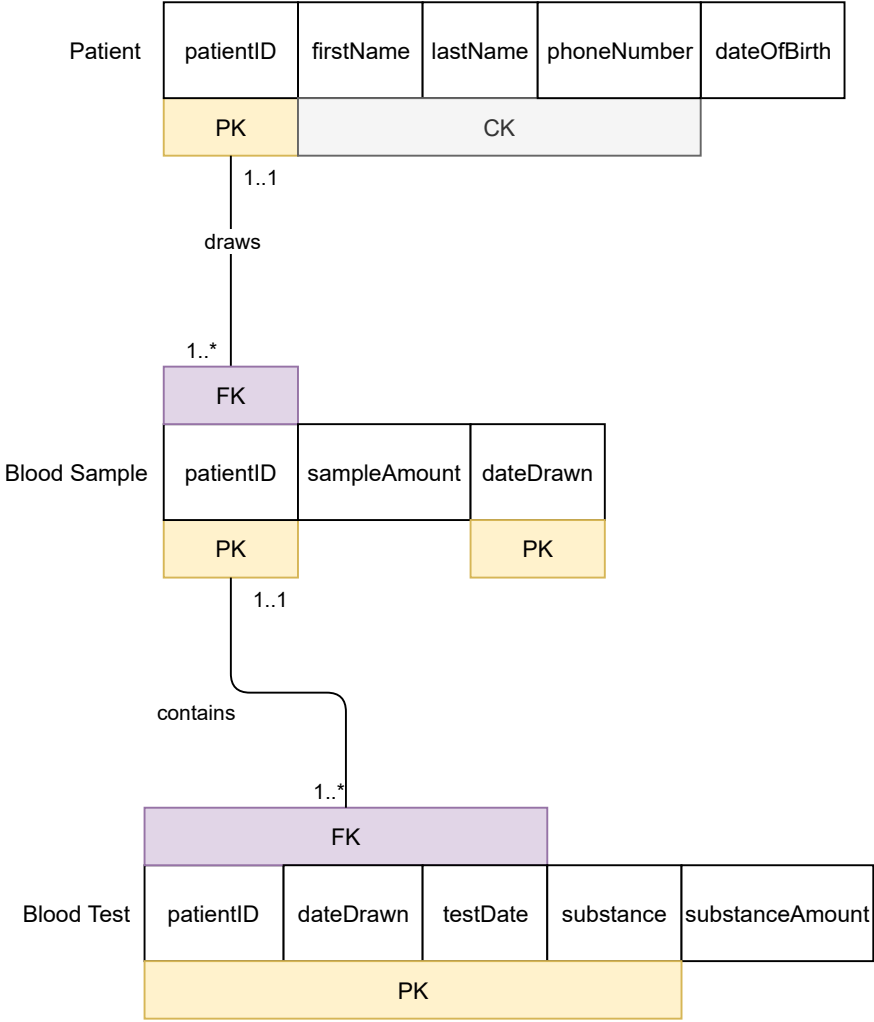 Patient patientID firstName lastName phoneNumber dateOfBirth
PK CK
1..1
draws
1..*
FK
Blood Sample patientID sampleAmount dateDrawn
PK PK
1..1
contains
1..*
FK
Blood Test patientID dateDrawn testDate substance substanceAmount
PK